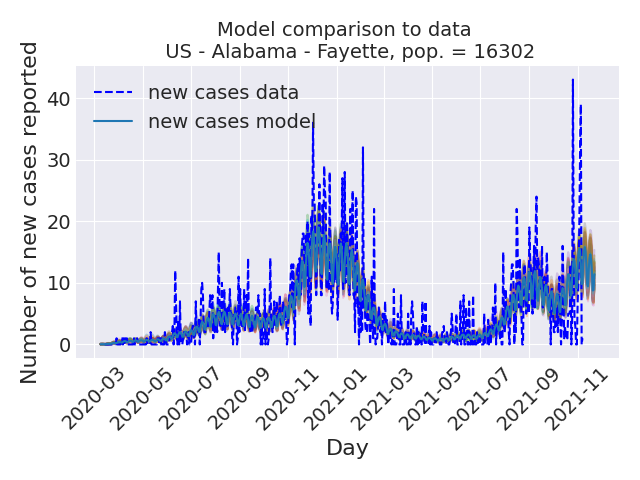 Model comparison to data
US - Alabama - Fayette, pop. = 16302
Number of new cases reported
40
30
20
10
0
new cases data
new cases model
2020-03
2020-05
2020-07
2020-09
2020-11
2021-01
2021-03
2021-05
2021-07
2021-09
2021-11
Day